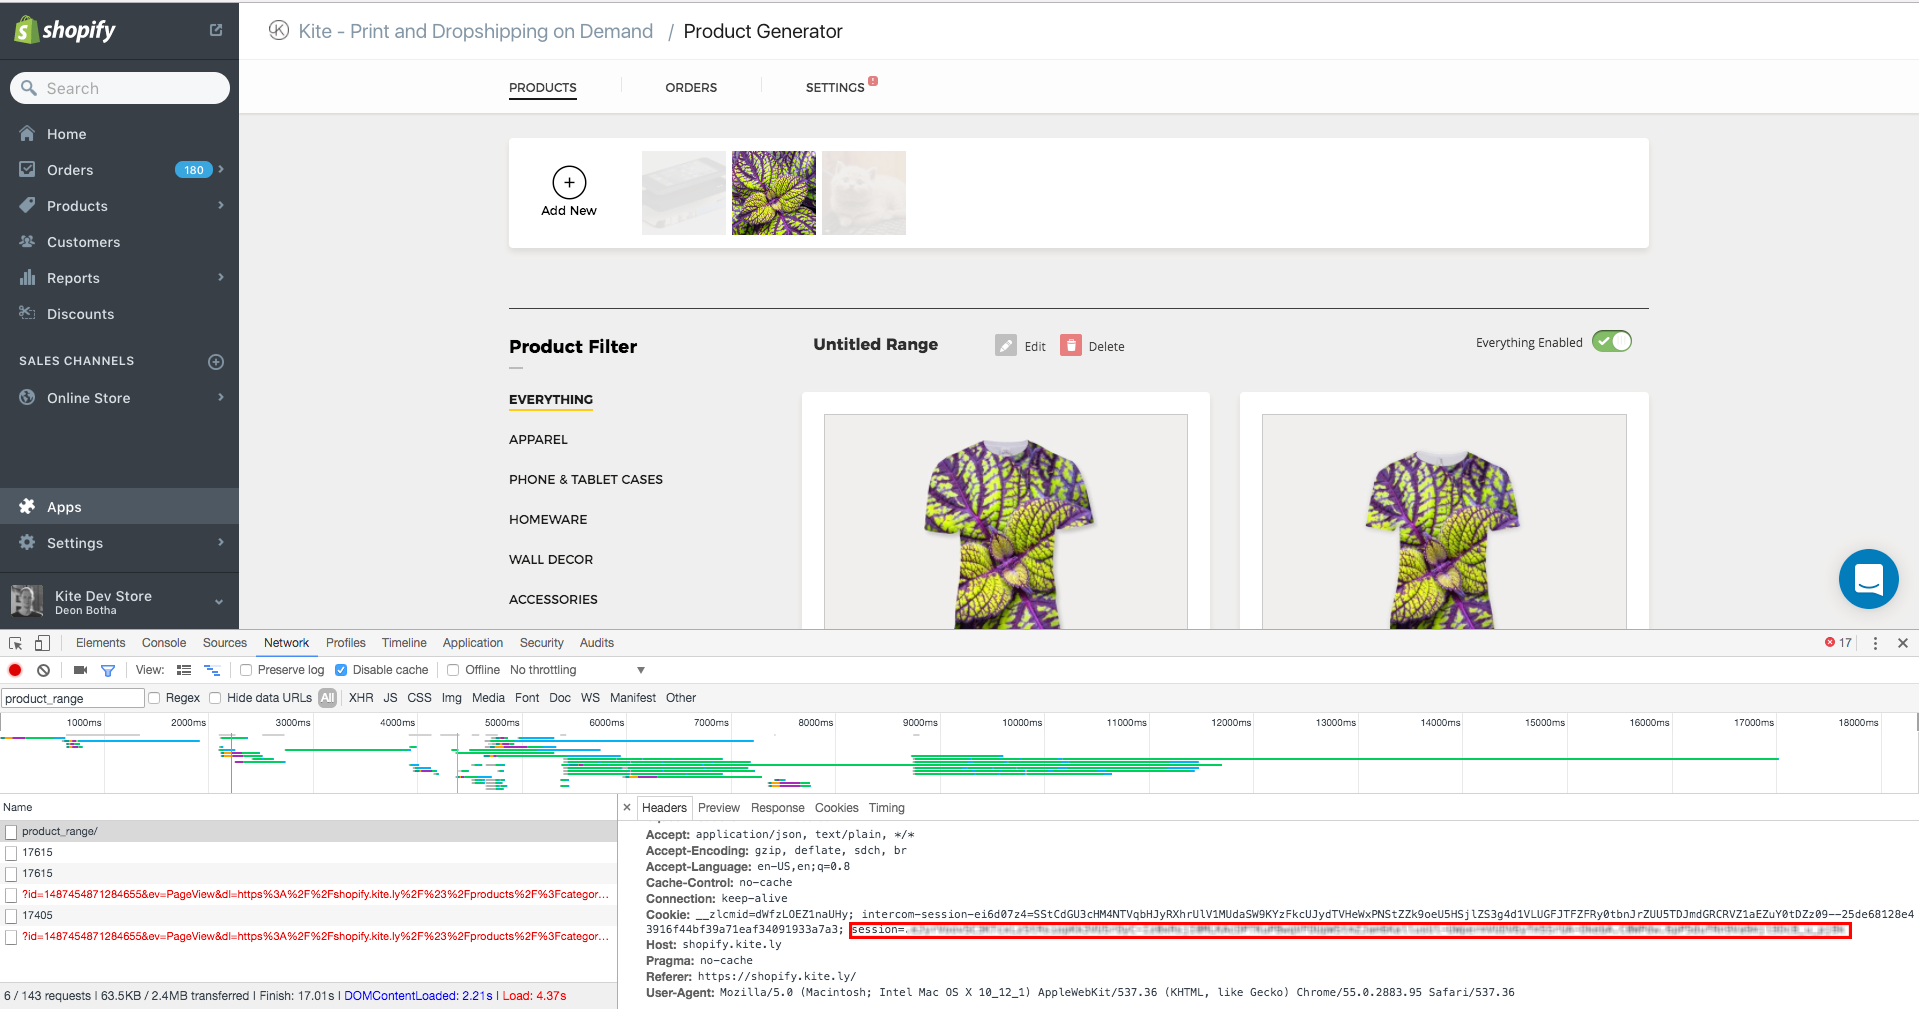 shopify
Kite - Print and Dropshipping on Demand / Product Generator
Search
Home
Orders 180
Products
Customers
Reports
Discounts
SALES CHANNELS
Online Store
Apps
Settings
Kite Dev Store
Deon Botha
PRODUCTS ORDERS SETTINGS !
Add New
Product Filter
EVERYTHING
APPAREL
PHONE & TABLET CASES
HOMEWARE
WALL DECOR
ACCESSORIES
Untitled Range Edit Delete Everything Enabled
Elements Console Sources Network Profiles Timeline Application Security Audits 17
View: Preserve log Disable cache Offline No throttling
product_range Regex Hide data URLs All XHR JS CSS Img Media Font Doc WS Manifest Other
1000ms 2000ms 3000ms 4000ms 5000ms 6000ms 7000ms 8000ms 9000ms 10000ms 11000ms 12000ms 13000ms 14000ms 15000ms 16000ms 17000ms 18000ms
Name
product_range/
17615
17615
?id=1487454871284655&ev=PageView&dl=https%3A%2F%2Fshopify.kite.ly%2F%23%2Fproducts%2F%3Fcategor...
17405
?id=1487454871284655&ev=PageView&dl=https%3A%2F%2Fshopify.kite.ly%2F%23%2Fproducts%2F%3Fcategor...
6 / 143 requests | 63.5KB / 2.4MB transferred | Finish: 17.01s | DOMContentLoaded: 2.21s | Load: 4.37s
× Headers Preview Response Cookies Timing
Accept: application/json, text/plain, */*
Accept-Encoding: gzip, deflate, sdch, br
Accept-Language: en-US,en;q=0.8
Cache-Control: no-cache
Connection: keep-alive
Cookie: __zlcmid=dWfzLOEZ1naUHy; intercom-session-ei6d07z4=SStCdGU3cHM4NTVqbHJyRXhrUlV1MUdaSW9KYzFkcUJydTVHeWxPNStZZk9oeU5HSjlZS3g4d1VLUGFJTFZFRy0tbnJrZUU5TDJmdGRCRVZ1aEZuY0tDZz09--25de68128e4
3916f44bf39a71eaf34091933a7a3; session=.
Host: shopify.kite.ly
Pragma: no-cache
Referer: https://shopify.kite.ly/
User-Agent: Mozilla/5.0 (Macintosh; Intel Mac OS X 10_12_1) AppleWebKit/537.36 (KHTML, like Gecko) Chrome/55.0.2883.95 Safari/537.36